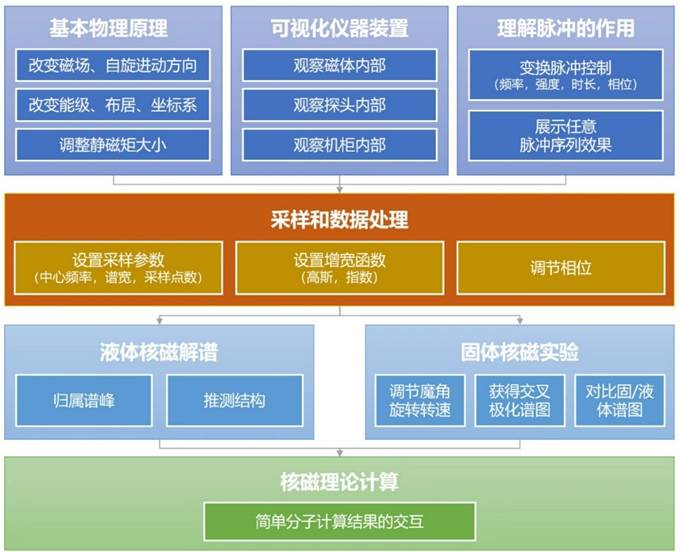 基本物理原理
改变磁场、自旋进动方向
改变能级、布居、坐标系
调整静磁矩大小
可视化仪器装置
观察磁体内部
观察探头内部
观察机柜内部
理解脉冲的作用
变换脉冲控制
(频率，强度，时长，相位)
展示任意
脉冲序列效果
采样和数据处理
设置采样参数
(中心频率，谱宽，采样点数)
设置增宽函数
(高斯，指数)
调节相位
液体核磁解谱
归属谱峰
推测结构
固体核磁实验
调节魔角
旋转转速
获得交叉
极化谱图
对比固/液
体谱图
核磁理论计算
简单分子计算结果的交互